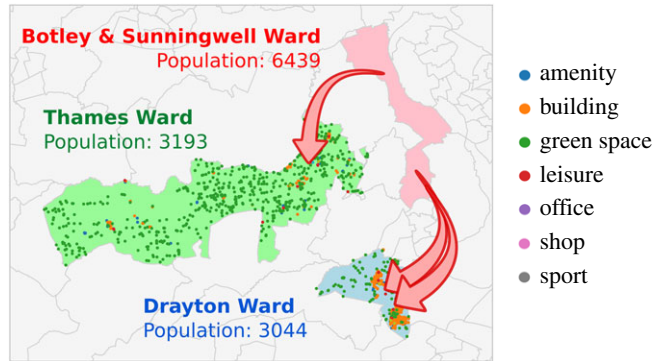 Botley & Sunningwell Ward
Population: 6439
Thames Ward
Population: 3193
Drayton Ward
Population: 3044
amenity
building
green space
leisure
office
shop
sport